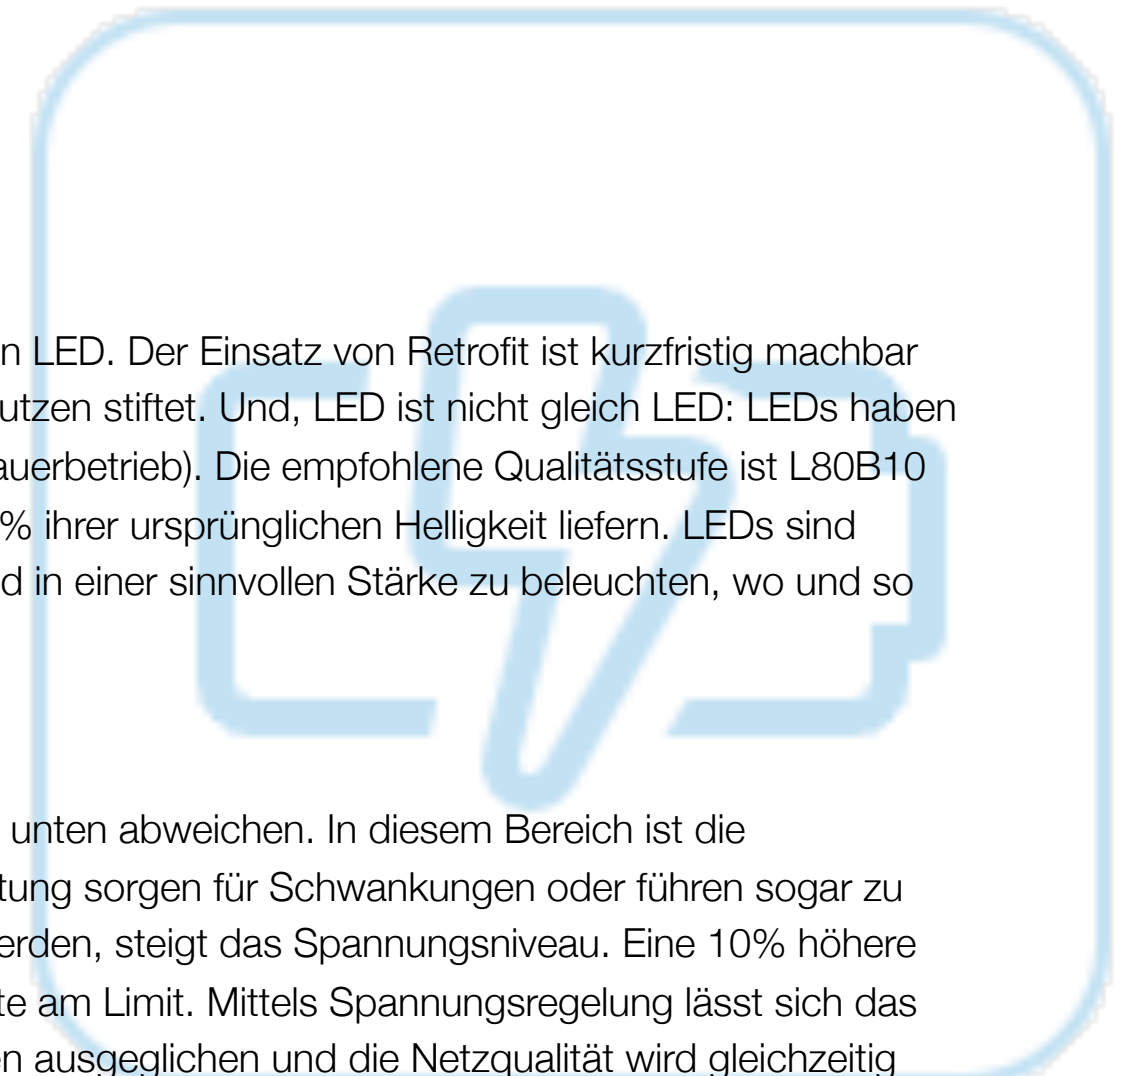 n LED. Der Einsatz von Retrofit ist kurzfristig machbar
utzen stiftet. Und, LED ist nicht gleich LED: LEDs haben
auerbetrieb). Die empfohlene Qualitätsstufe ist L80B10
% ihrer ursprünglichen Helligkeit liefern. LEDs sind
d in einer sinnvollen Stärke zu beleuchten, wo und so
unten abweichen. In diesem Bereich ist die
tung sorgen für Schwankungen oder führen sogar zu
erden, steigt das Spannungsniveau. Eine 10% höhere
te am Limit. Mittels Spannungsregelung lässt sich das
en ausgeglichen und die Netzqualität wird gleichzeitig